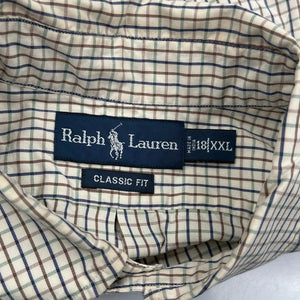 Ralph Lauren
18|XXL
CLASSIC FIT